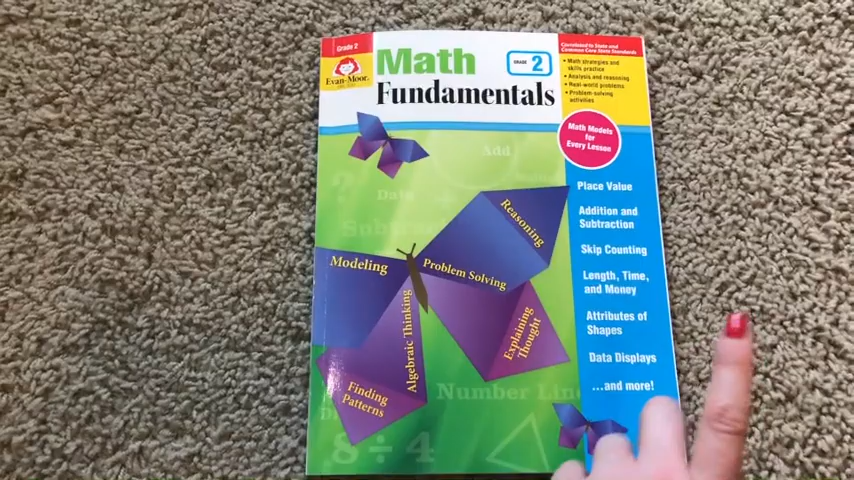 Grade 2
Evan-Moor.
Math
Fundamentals
GRADE 2
Correlated to State and
Common Core State Standards
• Math strategies and
skills practice
• Analysis and reasoning
• Real-world problems
• Problem-solving
activities
Math Models
for
Every Lesson
Place Value
Addition and
Subtraction
Skip Counting
Length, Time,
and Money
Attributes of
Shapes
Data Displays
...and more!
Add
?
Data
Reasoning
Modeling
Problem Solving
Algebraic Thinking
Explaining
Thought
Finding
Patterns
Number Line
8 ÷ 4